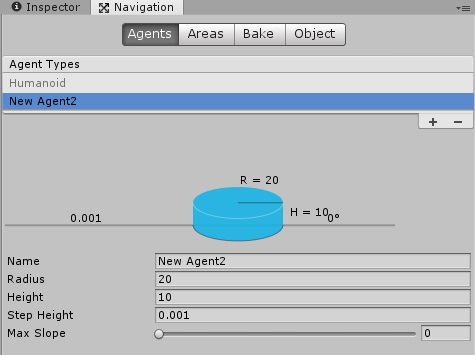 Inspector Navigation
Agents Areas Bake Object
Agent Types
Humanoid
New Agent2
+ −
R = 20
0.001 H = 10 0°
Name New Agent2
Radius 20
Height 10
Step Height 0.001
Max Slope 0